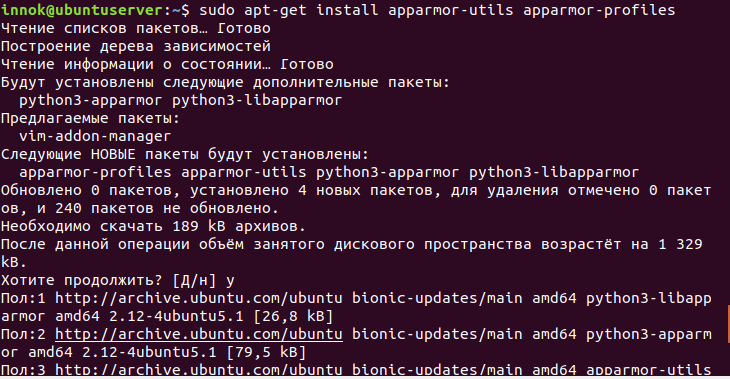 innok@ubuntuserver:~$ sudo apt-get install apparmor-utils apparmor-profiles
Чтение списков пакетов… Готово
Построение дерева зависимостей
Чтение информации о состоянии… Готово
Будут установлены следующие дополнительные пакеты:
  python3-apparmor python3-libapparmor
Предлагаемые пакеты:
  vim-addon-manager
Следующие НОВЫЕ пакеты будут установлены:
  apparmor-profiles apparmor-utils python3-apparmor python3-libapparmor
Обновлено 0 пакетов, установлено 4 новых пакетов, для удаления отмечено 0 пакет
ов, и 240 пакетов не обновлено.
Необходимо скачать 189 kB архивов.
После данной операции объём занятого дискового пространства возрастёт на 1 329
kB.
Хотите продолжить? [Д/н] y
Пол:1 http://archive.ubuntu.com/ubuntu bionic-updates/main amd64 python3-libapp
armor amd64 2.12-4ubuntu5.1 [26,8 kB]
Пол:2 http://archive.ubuntu.com/ubuntu bionic-updates/main amd64 python3-apparm
or amd64 2.12-4ubuntu5.1 [79,5 kB]
Пол:3 http://archive.ubuntu.com/ubuntu bionic-updates/main amd64 apparmor-utils